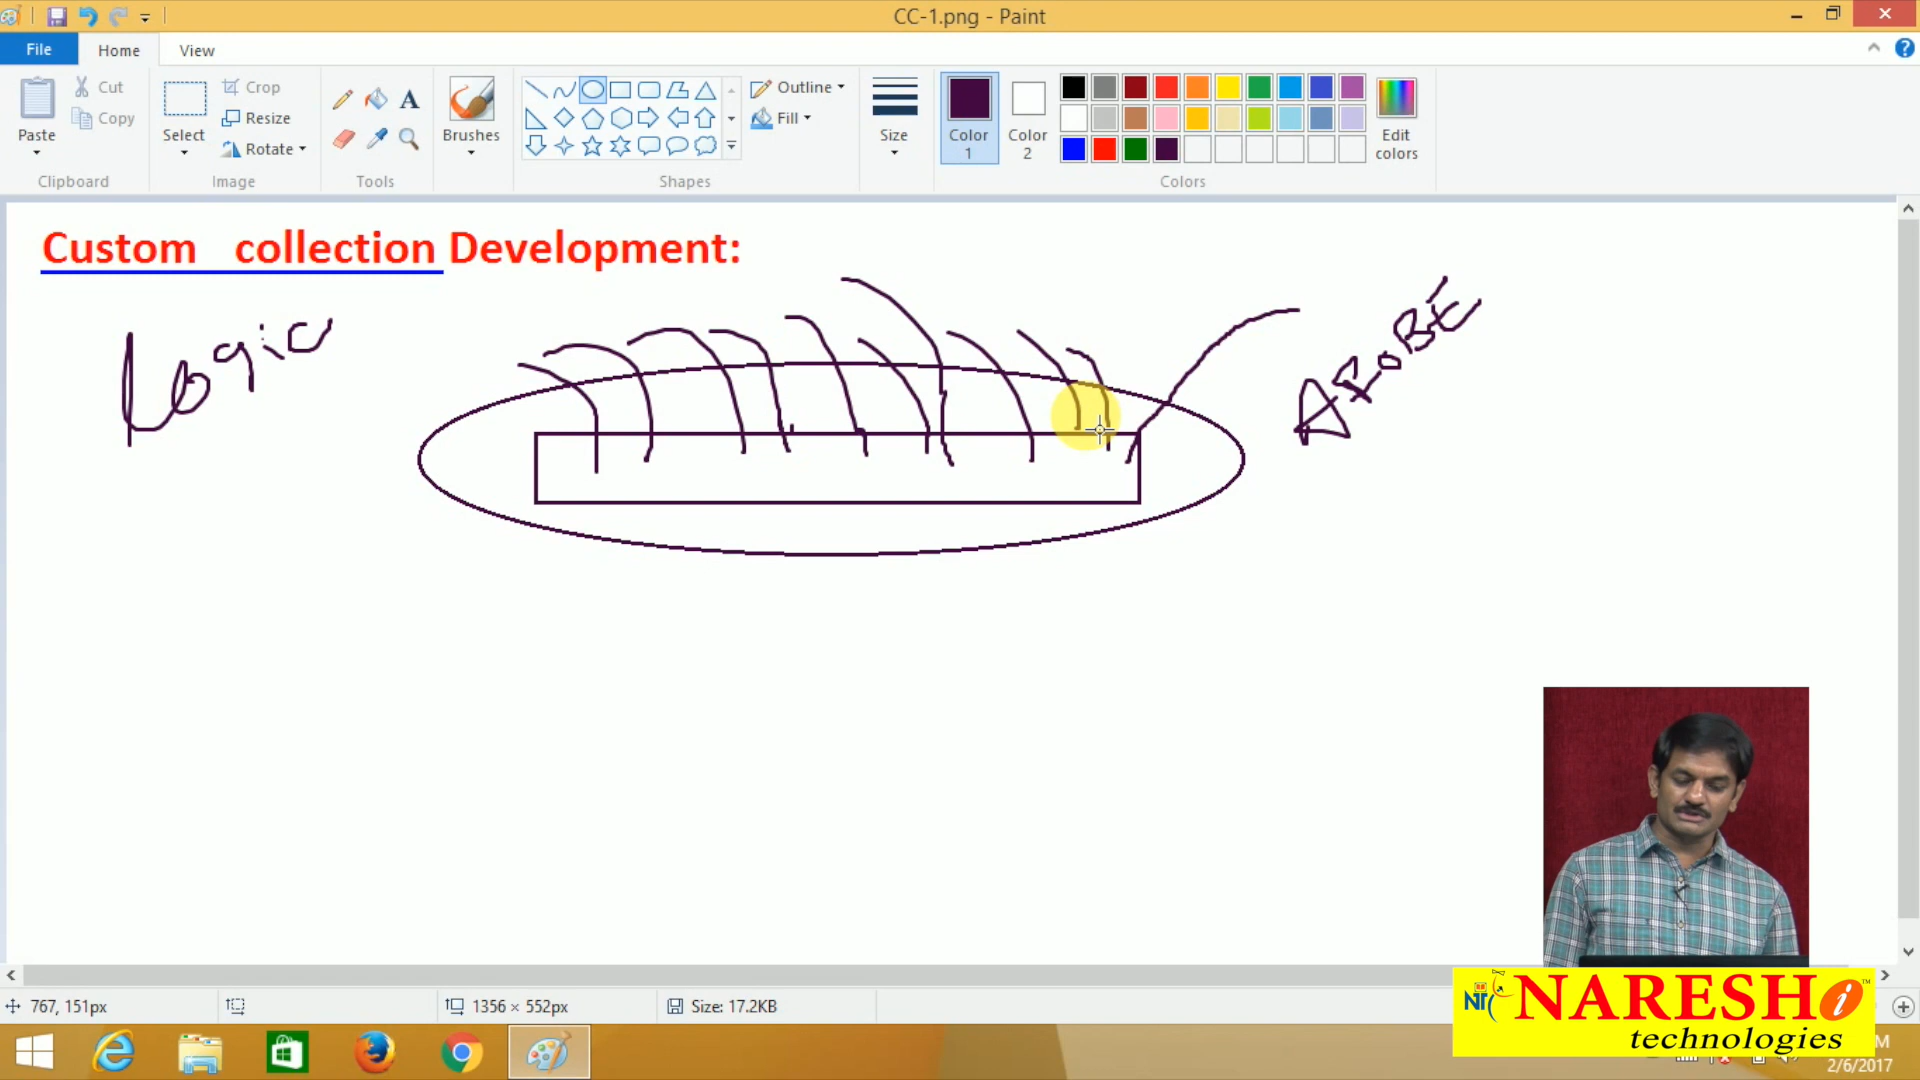 CC-1.png - Paint
File Home View
Paste
Cut
Copy
Clipboard
Select
Crop
Resize
Rotate
Image
Tools
Brushes
Shapes
Outline
Fill
Size
Color 1
Color 2
Edit colors
Colors
Custom collection Development:
Logic
767, 151px
1356 × 552px
Size: 17.2KB
NARESH i
technologies
2/6/2017